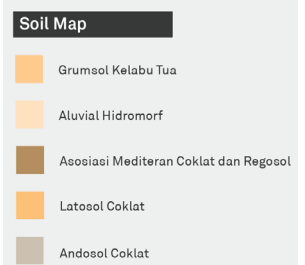 Soil Map
Grumsol Kelabu Tua
Aluvial Hidromorf
Asosiasi Mediteran Coklat dan Regosol
Latosol Coklat
Andosol Coklat